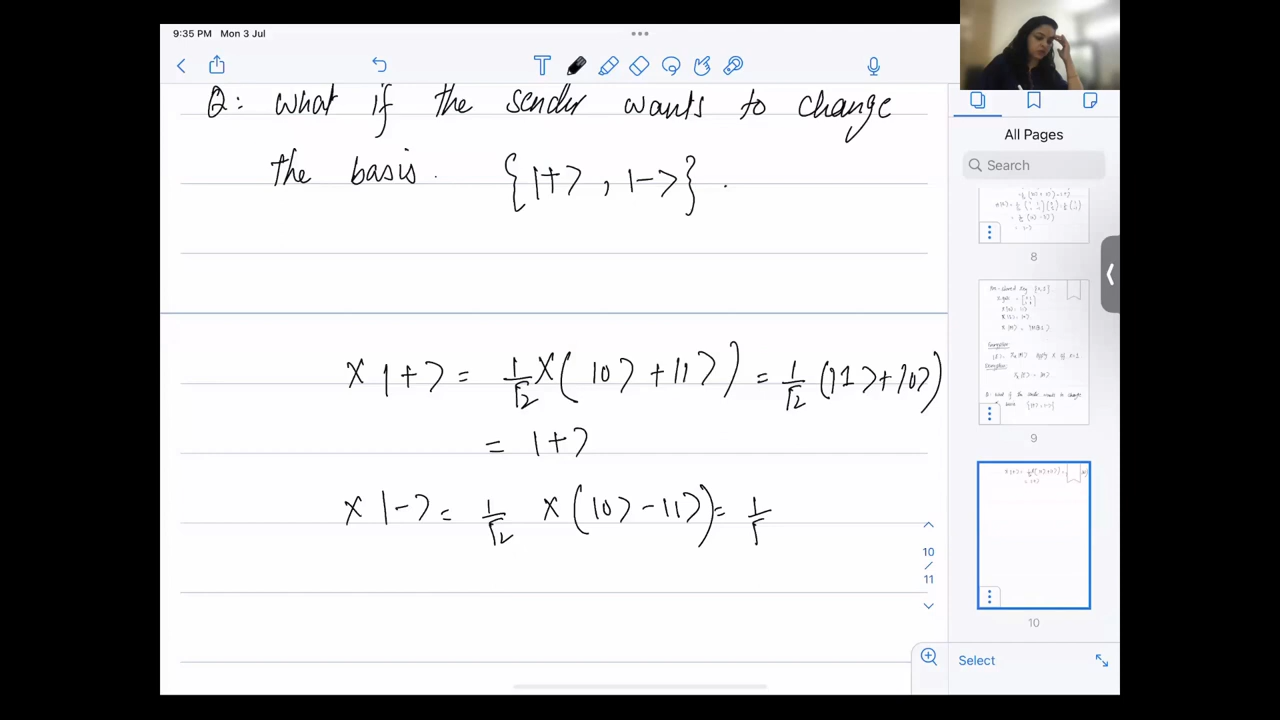 9:35 PM Mon 3 Jul
Q: What if the sender wants to change
the basis. {|+>, |->}.
X |+> = 1/√2 X( |0> + |1> ) = 1/√2 (|1> + |0>)
= |+>
X |-> = 1/√2 X( |0> - |1> ) = 1/√
10
/
11
All Pages
Search
8
9
10
Select